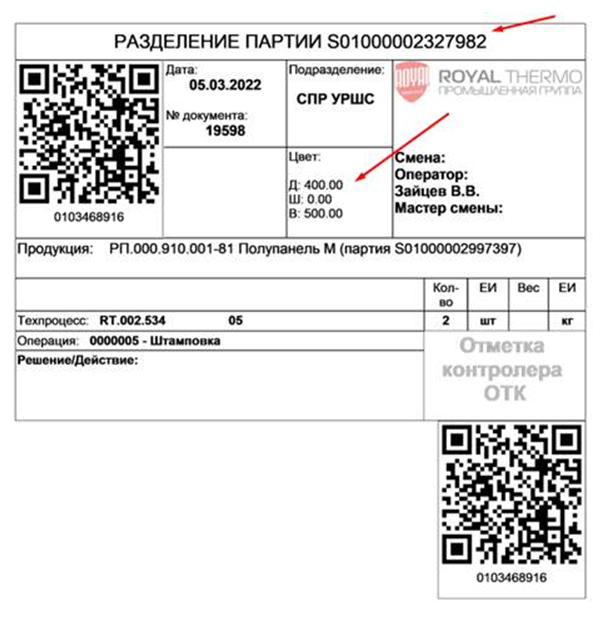 РАЗДЕЛЕНИЕ ПАРТИИ S01000002327982
Дата:
05.03.2022
№ документа:
19598
0103468916
Подразделение:
СПР УРШС
ROYAL
ROYAL THERMO
ПРОМЫШЛЕННАЯ ГРУППА
Цвет:
Д: 400.00
Ш: 0.00
В: 500.00
Смена:
Оператор:
Зайцев В.В.
Мастер смены:
Продукция: РП.000.910.001-81 Полупанель М (партия S01000002997397)
Кол-во ЕИ Вес ЕИ
Техпроцесс: RT.002.534 05 2 шт кг
Операция: 0000005 - Штамповка
Решение/Действие:
Отметка
контролера
ОТК
0103468916